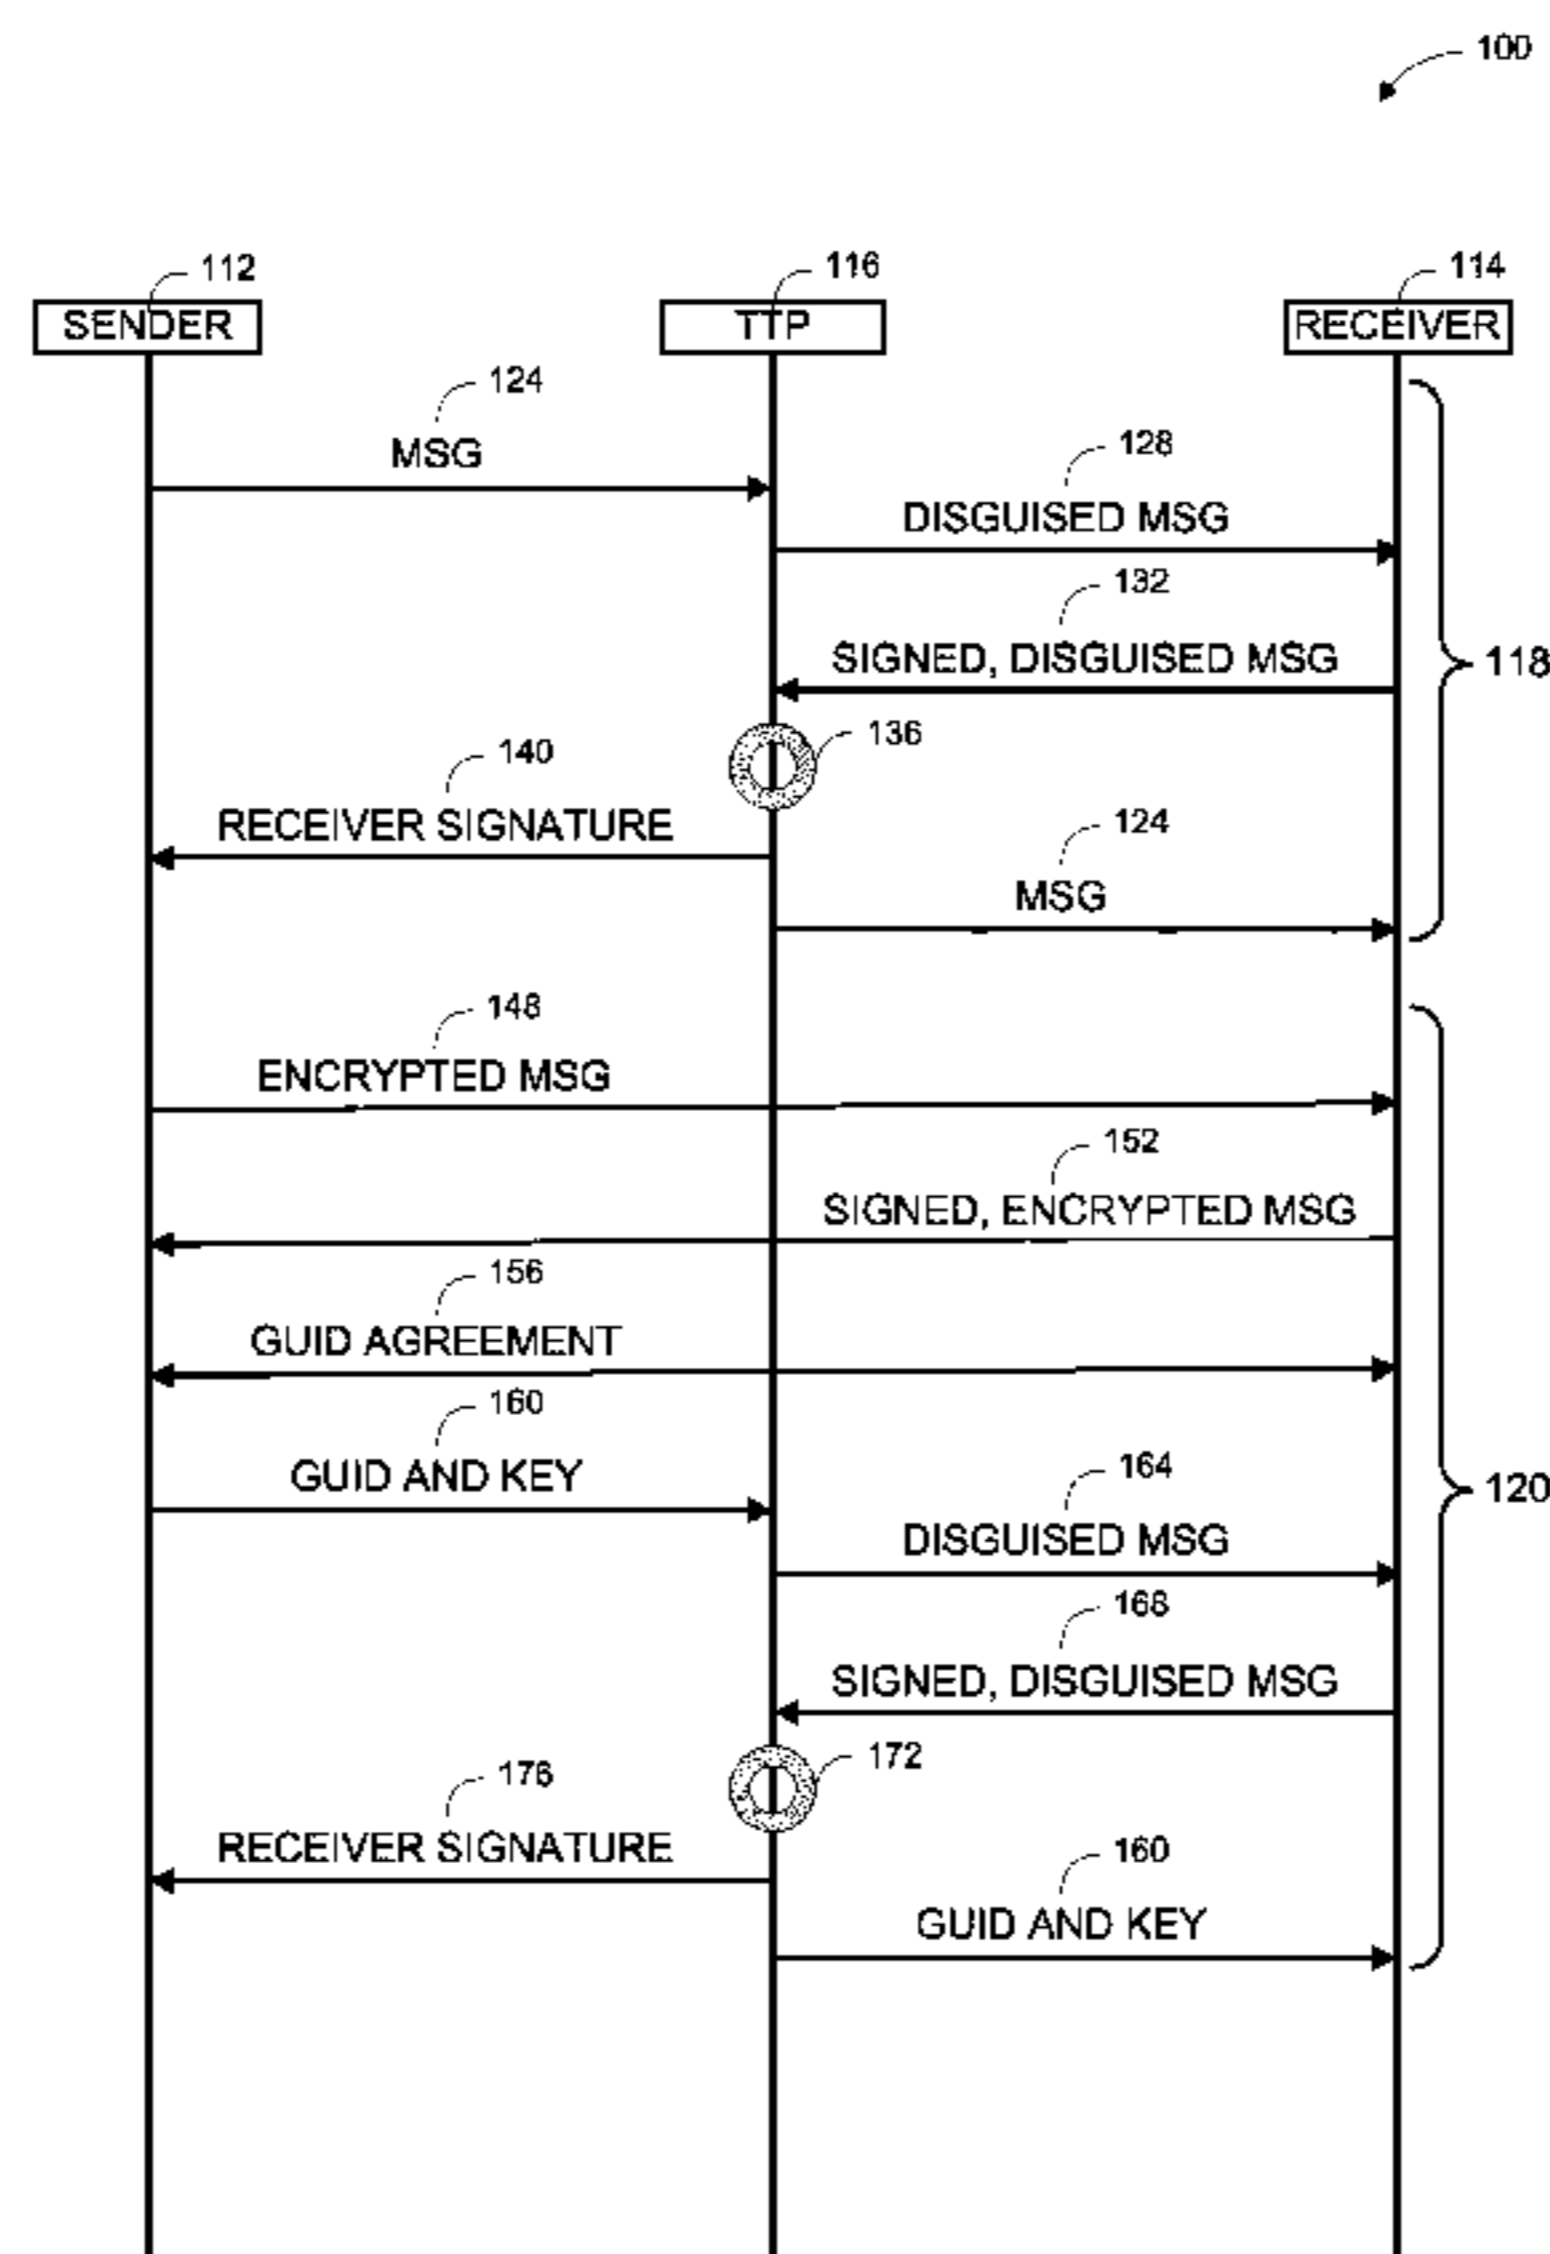 100
112
116
114
SENDER
TTP
RECEIVER
124
MSG
128
DISGUISED MSG
132
SIGNED, DISGUISED MSG
118
136
140
RECEIVER SIGNATURE
124
MSG
148
ENCRYPTED MSG
152
SIGNED, ENCRYPTED MSG
156
GUID AGREEMENT
160
GUID AND KEY
164
DISGUISED MSG
120
168
SIGNED, DISGUISED MSG
172
176
RECEIVER SIGNATURE
160
GUID AND KEY